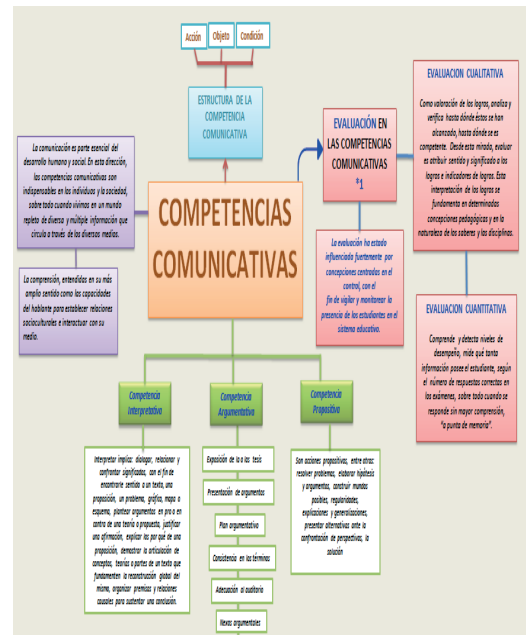 Acción
Objeto
Condición
ESTRUCTURA DE LA
COMPETENCIA
COMUNICATIVA
La comunicación es parte esencial del
desarrollo humano y social. En esta dirección,
las competencias comunicativas son
indispensables en los individuos y la sociedad,
sobre todo cuando vivimos en un mundo
repleto de diversa y múltiple información que
circula a través de los diversos medios.
La comprensión, entendidas en su más
amplio sentido como las capacidades
del hablante para establecer relaciones
socioculturales e interactuar con su
medio.
COMPETENCIAS
COMUNICATIVAS
EVALUACIÓN EN
LAS COMPETENCIAS
COMUNICATIVAS
*1
La evaluación ha estado
influenciada fuertemente por
concepciones centradas en el
control, con el
fin de vigilar y monitorear la
presencia de los estudiantes en el
sistema educativo.
EVALUACION CUALITATIVA
Como valoración de los logros, analiza y
verifica hasta dónde éstos se han
alcanzado, hasta dónde se es
competente. Desde esta mirada, evaluar
es atribuir sentido y significado a los
logros e indicadores de logros. Esta
interpretación de los logros se
fundamenta en determinadas
concepciones pedagógicas y en la
naturaleza de los saberes y las disciplinas.
EVALUACION CUANTITATIVA
Comprende y detecta niveles de
desempeño, mide qué tanta
información posee el estudiante, según
el número de respuestas correctas en
los exámenes, sobre todo cuando se
responde sin mayor comprensión,
"a punta de memoria".
Competencia
Interpretativa
Interpretar implica: dialogar, relacionar y
confrontar significados, con el fin de
encontrarle sentido a un texto, una
proposición, un problema, gráfica, mapa o
esquema, plantear argumentos en pro o en
contra de una teoría o propuesta, justificar
una afirmación, explicar los por qué de una
proposición, demostrar la articulación de
conceptos, teorías o partes de un texto que
fundamenten la reconstrucción global del
mismo, organizar premisas y relaciones
causales para sustentar una conclusión.
Competencia
Argumentativa
Exposición de la o las tesis
Presentación de argumentos
Plan argumentativo
Consistencia en los términos
Adecuación al auditorio
Nexos argumentales
Competencia
Propositiva
Son acciones propositivas, entre otras:
resolver problemas, elaborar hipótesis
y argumentos, construir mundos
posibles, regularidades,
explicaciones y generalizaciones,
presentar alternativas ante la
confrontación de perspectivas, la
solución